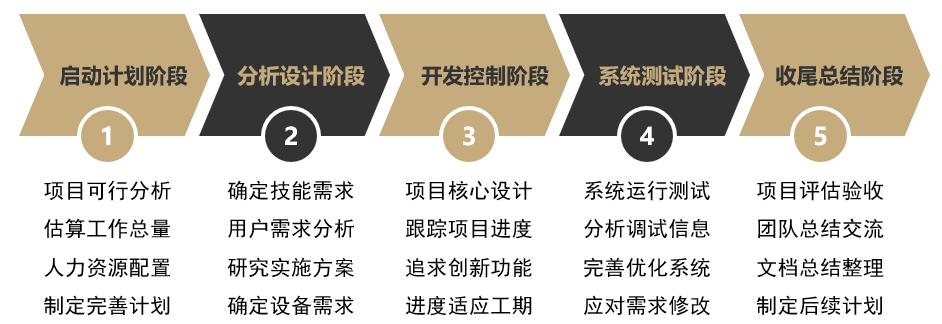 启动计划阶段
分析设计阶段
开发控制阶段
系统测试阶段
收尾总结阶段
1
2
3
4
5
项目可行分析
确定技能需求
项目核心设计
系统运行测试
项目评估验收
估算工作总量
用户需求分析
跟踪项目进度
分析调试信息
团队总结交流
人力资源配置
研究实施方案
追求创新功能
完善优化系统
文档总结整理
制定完善计划
确定设备需求
进度适应工期
应对需求修改
制定后续计划